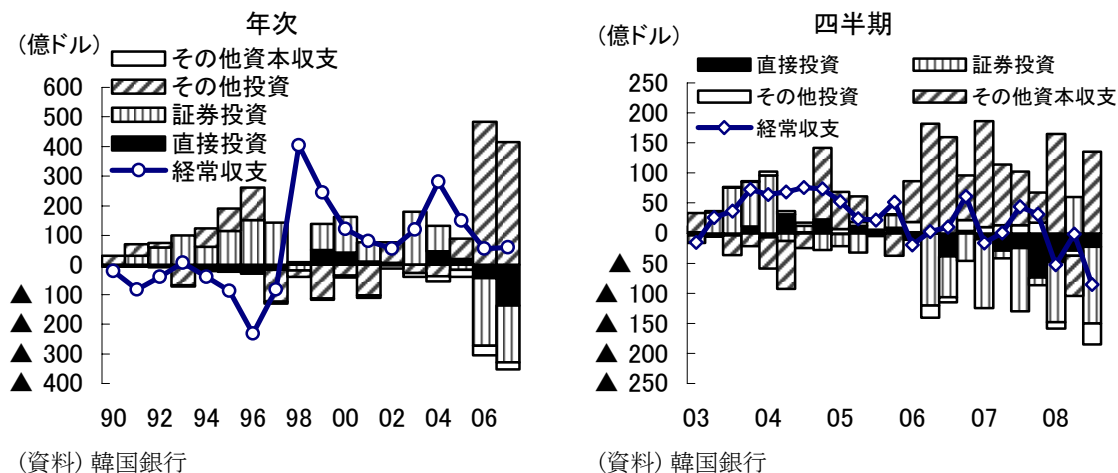 年次
(億ドル)
その他資本収支
その他投資
証券投資
直接投資
経常収支
600
500
400
300
200
100
0
▲ 100
▲ 200
▲ 300
▲ 400
90 92 94 96 98 00 02 04 06
(資料) 韓国銀行
四半期
(億ドル)
直接投資 証券投資
その他投資 その他資本収支
経常収支
250
200
150
100
50
0
▲ 50
▲ 100
▲ 150
▲ 200
▲ 250
03 04 05 06 07 08
(資料) 韓国銀行